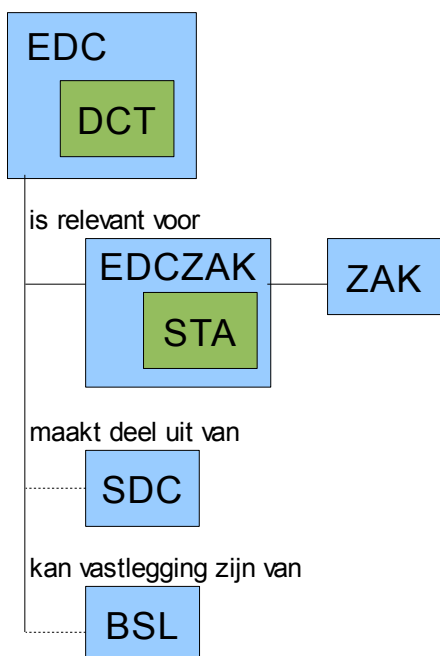 EDC
DCT
is relevant voor
EDCZAK
ZAK
STA
maakt deel uit van
SDC
kan vastlegging zijn van
BSL